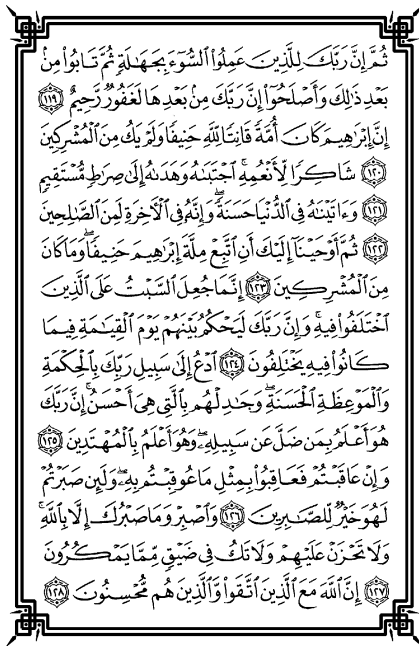 ثُمَّ إِنَّ رَبَّكَ لِلَّذِينَ عَمِلُوا۟ ٱلسُّوٓءَ بِجَهَـٰلَةٍ ثُمَّ تَابُوا۟ مِنۢ
بَعْدِ ذَٰلِكَ وَأَصْلَحُوٓا۟ إِنَّ رَبَّكَ مِنۢ بَعْدِهَا لَغَفُورٌ رَّحِيمٌ ١١٩
إِنَّ إِبْرَٰهِيمَ كَانَ أُمَّةً قَانِتًا لِّلَّهِ حَنِيفًا وَلَمْ يَكُ مِنَ ٱلْمُشْرِكِينَ
١٢٠ شَاكِرًا لِّأَنْعُمِهِ ۚ ٱجْتَبَىٰهُ وَهَدَىٰهُ إِلَىٰ صِرَٰطٍ مُّسْتَقِيمٍ
١٢١ وَءَاتَيْنَـٰهُ فِى ٱلدُّنْيَا حَسَنَةً ۖ وَإِنَّهُۥ فِى ٱلْـَٔاخِرَةِ لَمِنَ ٱلصَّـٰلِحِينَ
١٢٢ ثُمَّ أَوْحَيْنَآ إِلَيْكَ أَنِ ٱتَّبِعْ مِلَّةَ إِبْرَٰهِيمَ حَنِيفًا ۖ وَمَا كَانَ
مِنَ ٱلْمُشْرِكِينَ ١٢٣ إِنَّمَا جُعِلَ ٱلسَّبْتُ عَلَى ٱلَّذِينَ
ٱخْتَلَفُوا۟ فِيهِ ۚ وَإِنَّ رَبَّكَ لَيَحْكُمُ بَيْنَهُمْ يَوْمَ ٱلْقِيَـٰمَةِ فِيمَا
كَانُوا۟ فِيهِ يَخْتَلِفُونَ ١٢٤ ٱدْعُ إِلَىٰ سَبِيلِ رَبِّكَ بِٱلْحِكْمَةِ
وَٱلْمَوْعِظَةِ ٱلْحَسَنَةِ ۖ وَجَـٰدِلْهُم بِٱلَّتِى هِىَ أَحْسَنُ ۚ إِنَّ رَبَّكَ
هُوَ أَعْلَمُ بِمَن ضَلَّ عَن سَبِيلِهِۦ ۖ وَهُوَ أَعْلَمُ بِٱلْمُهْتَدِينَ ١٢٥
وَإِنْ عَاقَبْتُمْ فَعَاقِبُوا۟ بِمِثْلِ مَا عُوقِبْتُم بِهِۦ ۖ وَلَئِن صَبَرْتُمْ
لَهُوَ خَيْرٌ لِّلصَّـٰبِرِينَ ١٢٦ وَٱصْبِرْ وَمَا صَبْرُكَ إِلَّا بِٱللَّهِ ۚ
وَلَا تَحْزَنْ عَلَيْهِمْ وَلَا تَكُ فِى ضَيْقٍ مِّمَّا يَمْكُرُونَ
١٢٧ إِنَّ ٱللَّهَ مَعَ ٱلَّذِينَ ٱتَّقَوا۟ وَّٱلَّذِينَ هُم مُّحْسِنُونَ ١٢٨